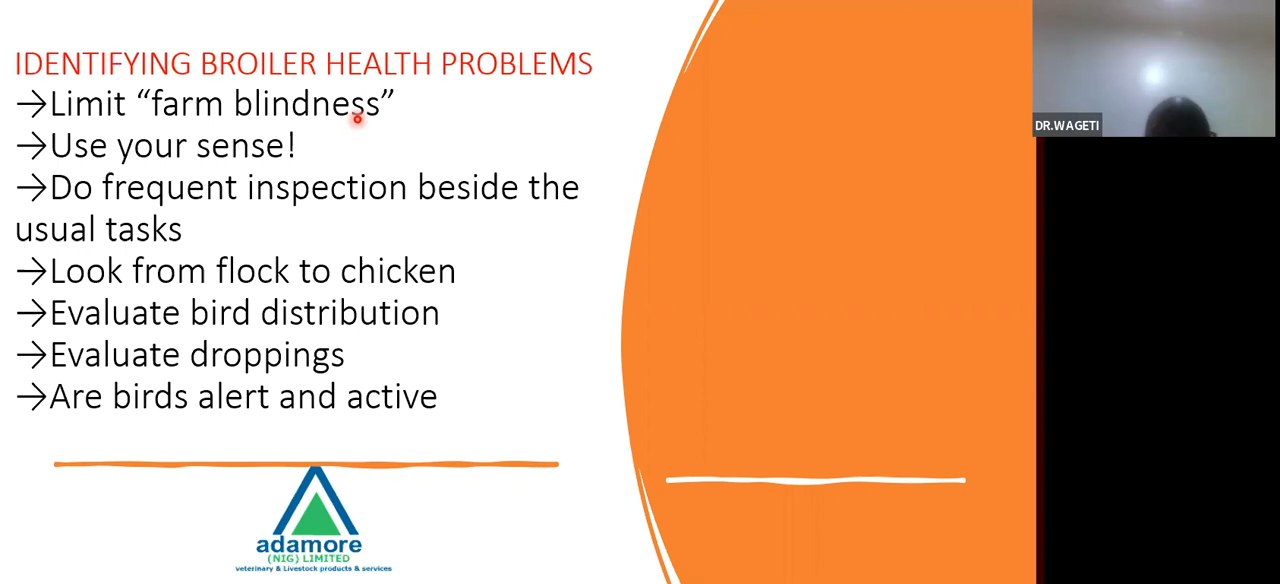 IDENTIFYING BROILER HEALTH PROBLEMS
→Limit “farm blindness”
→Use your sense!
→Do frequent inspection beside the
usual tasks
→Look from flock to chicken
→Evaluate bird distribution
→Evaluate droppings
→Are birds alert and active
adamore
(NIG) LIMITED
veterinary & Livestock products & services
DR.WAGETI